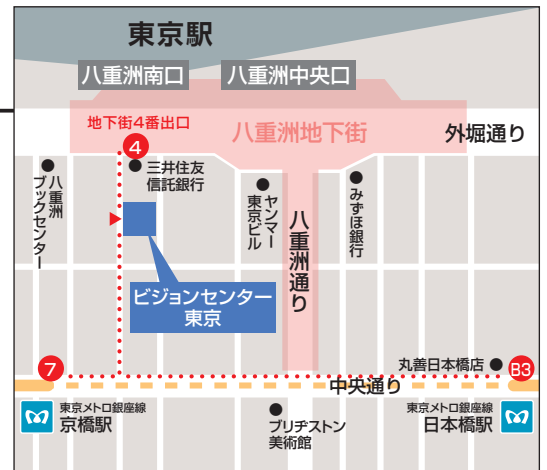 東京駅
八重洲南口
八重洲中央口
地下街4番出口
八重洲地下街
外堀通り
4
三井住友
信託銀行
八重洲
ブックセンター
ヤンマー
東京ビル
八重洲通り
みずほ銀行
ビジョンセンター
東京
7
丸善日本橋店
B3
中央通り
東京メトロ銀座線
京橋駅
ブリヂストン
美術館
東京メトロ銀座線
日本橋駅